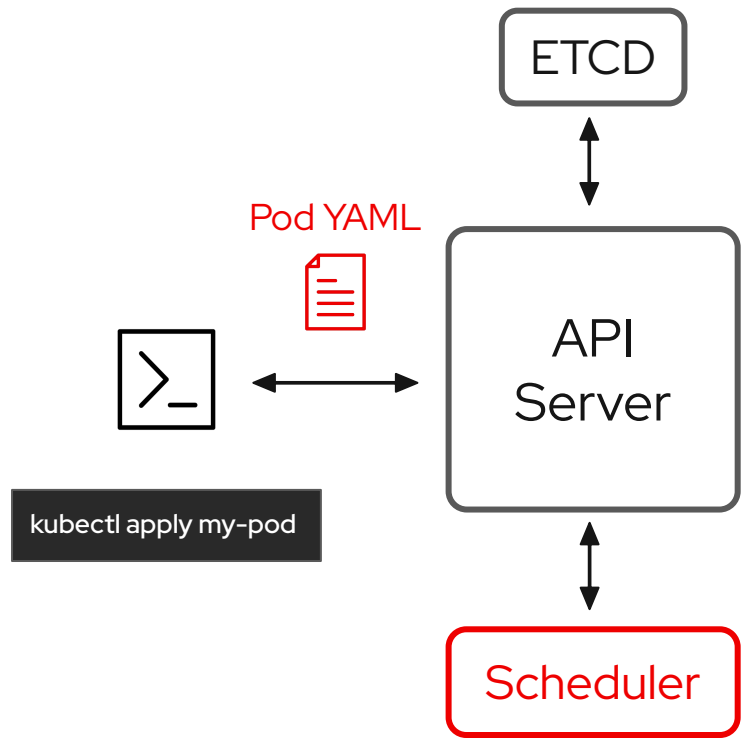 ETCD
Pod YAML
API
Server
kubectl apply my-pod
Scheduler